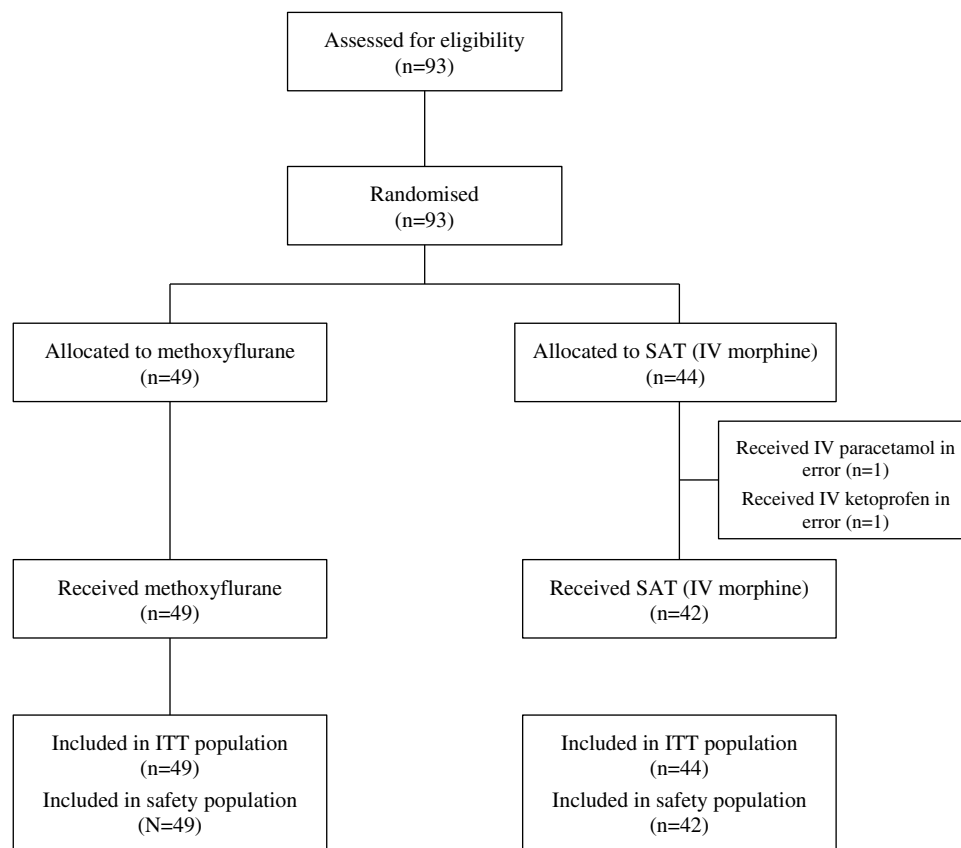 Assessed for eligibility
(n=93)
Randomised
(n=93)
Allocated to methoxyflurane
(n=49)
Allocated to SAT (IV morphine)
(n=44)
Received IV paracetamol in
error (n=1)
Received IV ketoprofen in
error (n=1)
Received methoxyflurane
(n=49)
Received SAT (IV morphine)
(n=42)
Included in ITT population
(n=49)
Included in safety population
(N=49)
Included in ITT population
(n=44)
Included in safety population
(n=42)